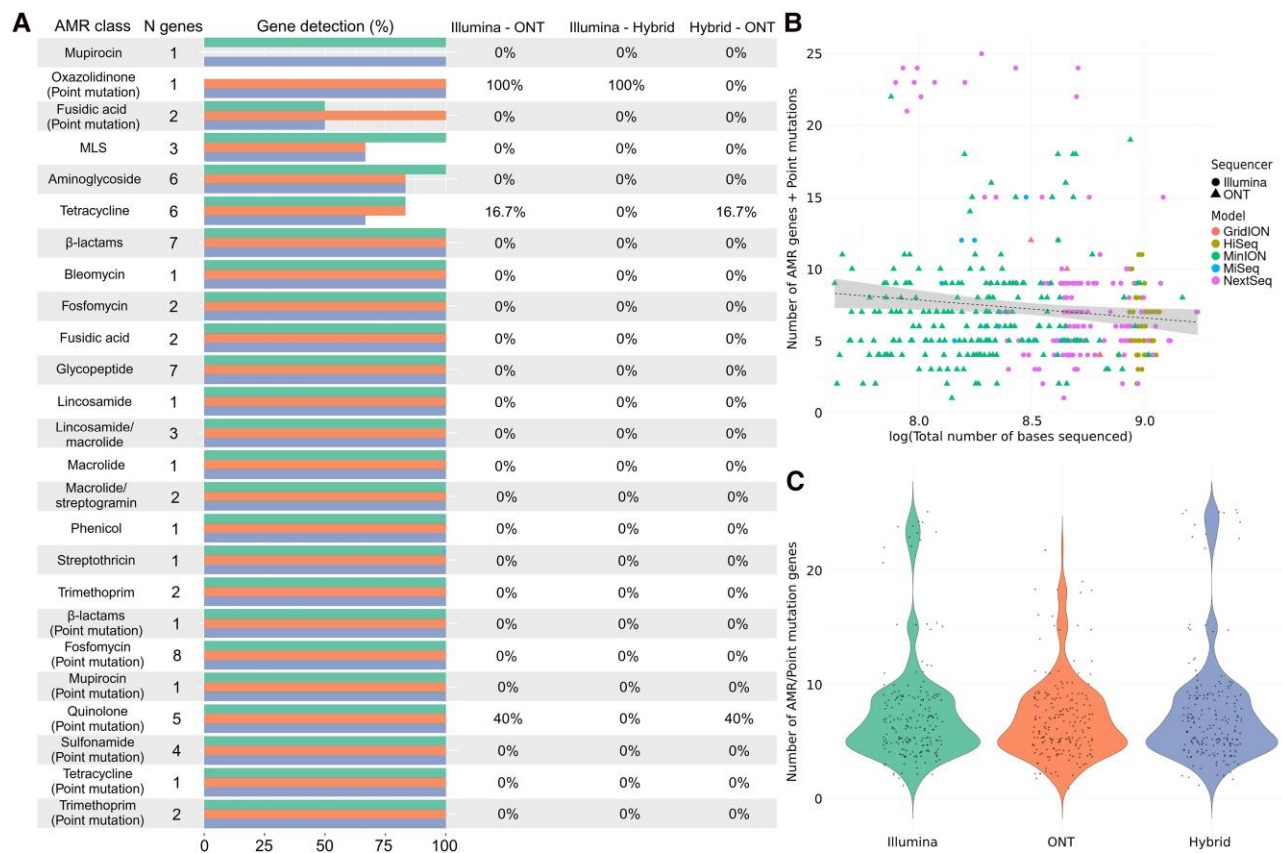 A
AMR class N genes Gene detection (%) Illumina - ONT Illumina - Hybrid Hybrid - ONT
Mupirocin 1 0% 0% 0%
Oxazolidinone
(Point mutation) 1 100% 100% 0%
Fusidic acid
(Point mutation) 2 0% 0% 0%
MLS 3 0% 0% 0%
Aminoglycoside 6 0% 0% 0%
Tetracycline 6 16.7% 0% 16.7%
β-lactams 7 0% 0% 0%
Bleomycin 1 0% 0% 0%
Fosfomycin 2 0% 0% 0%
Fusidic acid 2 0% 0% 0%
Glycopeptide 7 0% 0% 0%
Lincosamide 1 0% 0% 0%
Lincosamide/
macrolide 3 0% 0% 0%
Macrolide 1 0% 0% 0%
Macrolide/
streptogramin 2 0% 0% 0%
Phenicol 1 0% 0% 0%
Streptothricin 1 0% 0% 0%
Trimethoprim 2 0% 0% 0%
β-lactams
(Point mutation) 1 0% 0% 0%
Fosfomycin
(Point mutation) 8 0% 0% 0%
Mupirocin
(Point mutation) 1 0% 0% 0%
Quinolone
(Point mutation) 5 40% 0% 40%
Sulfonamide
(Point mutation) 4 0% 0% 0%
Tetracycline
(Point mutation) 1 0% 0% 0%
Trimethoprim
(Point mutation) 2 0% 0% 0%
0 25 50 75 100
B
Number of AMR genes + Point mutations
25
20
15
10
5
0
8.0 8.5 9.0
log(Total number of bases sequenced)
Sequencer
Illumina
ONT
Model
GridION
HiSeq
MinION
MiSeq
NextSeq
C
Number of AMR/Point mutation genes
20
10
0
Illumina ONT Hybrid